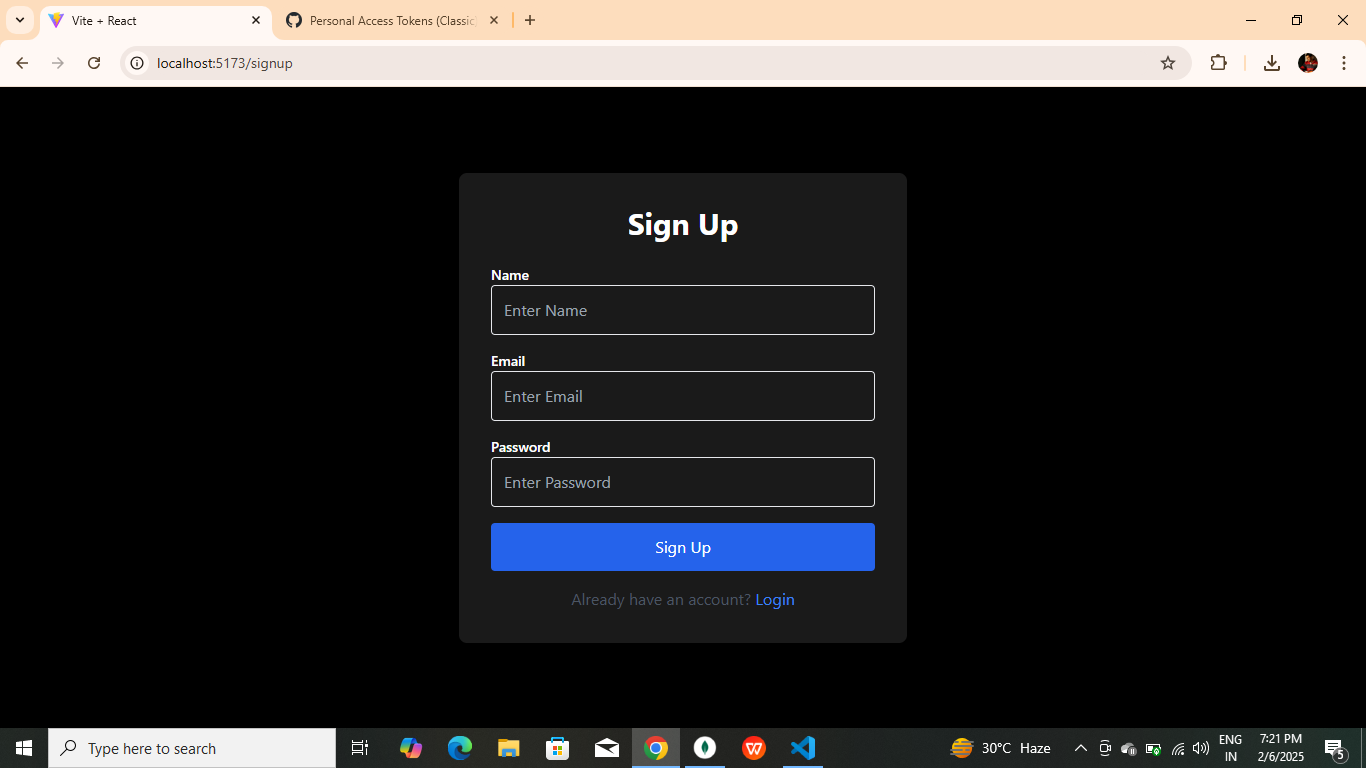 Vite + React
Personal Access Tokens (Classic
localhost:5173/signup
Sign Up
Name
Enter Name
Email
Enter Email
Password
Enter Password
Sign Up
Already have an account? Login
Type here to search
30°C Haze
ENG
IN
7:21 PM
2/6/2025
5